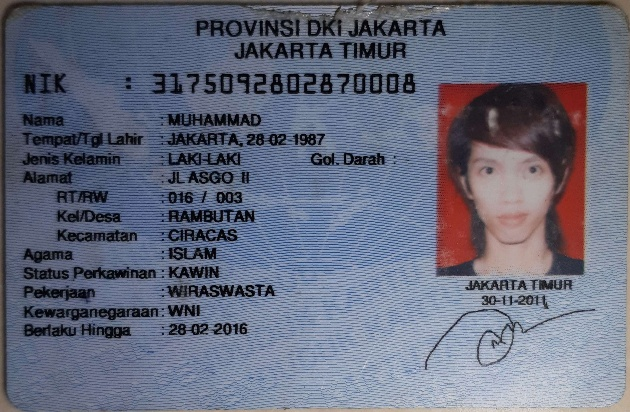 PROVINSI DKI JAKARTA
JAKARTA TIMUR
NIK : 3175092802870008
Nama : MUHAMMAD
Tempat/Tgl Lahir : JAKARTA, 28-02-1987
Jenis Kelamin : LAKI-LAKI Gol. Darah :
Alamat : JL ASGO II
RT/RW : 016 / 003
Kel/Desa : RAMBUTAN
Kecamatan : CIRACAS
Agama : ISLAM
Status Perkawinan : KAWIN
Pekerjaan : WIRASWASTA
Kewarganegaraan: WNI
Berlaku Hingga : 28-02-2016
JAKARTA TIMUR
30-11-2011